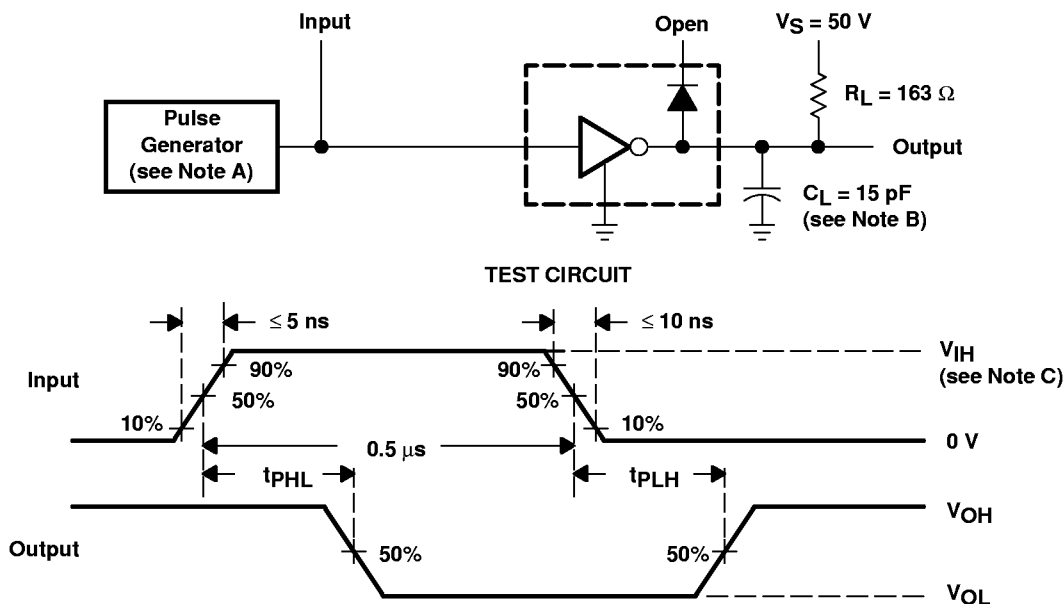 Input
Open
VS = 50 V
Pulse
Generator
(see Note A)
RL = 163 Ω
Output
CL = 15 pF
(see Note B)
TEST CIRCUIT
≤ 5 ns
≤ 10 ns
Input
90%
50%
10%
90%
50%
10%
VIH
(see Note C)
0 V
0.5 μs
tPHL
tPLH
Output
50%
50%
VOH
VOL